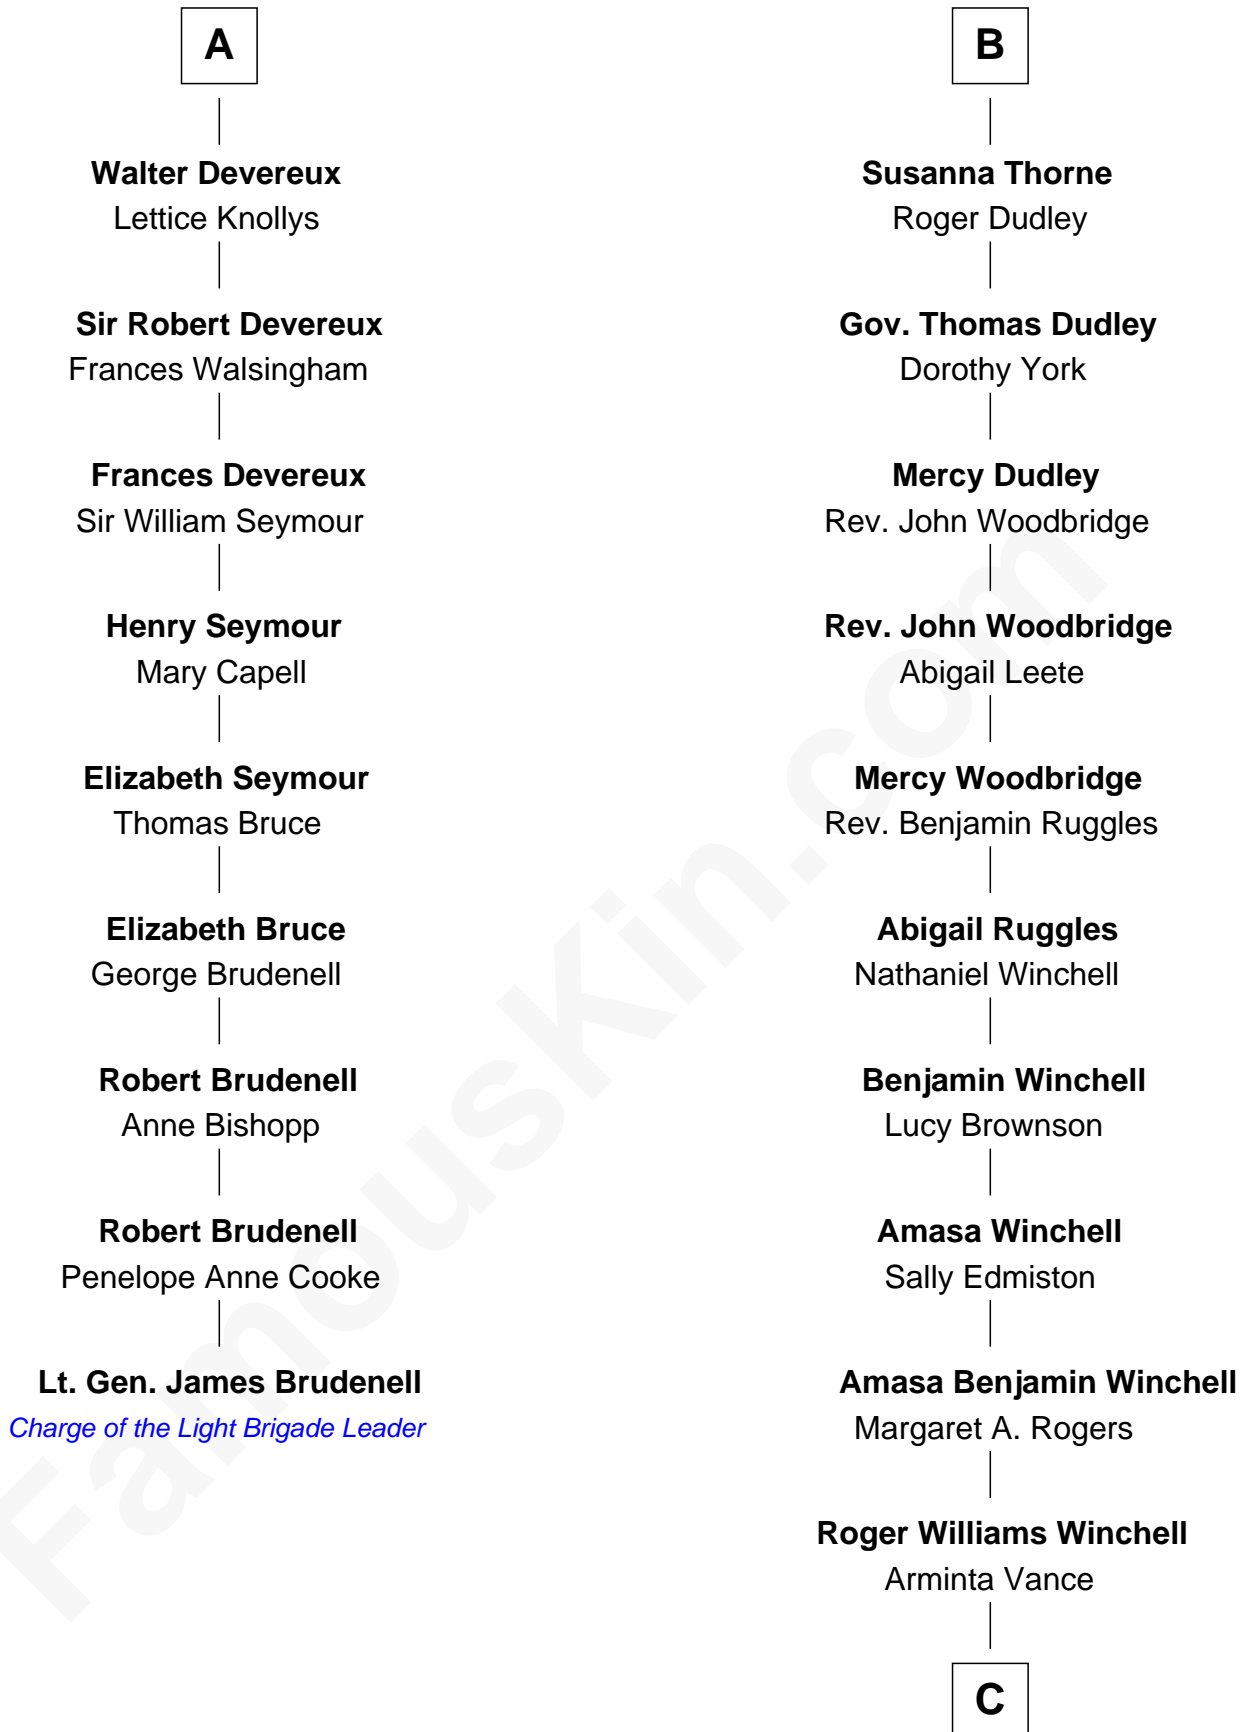 A
Walter Devereux
Lettice Knollys
Sir Robert Devereux
Frances Walsingham
Frances Devereux
Sir William Seymour
Henry Seymour
Mary Capell
Elizabeth Seymour
Thomas Bruce
Elizabeth Bruce
George Brudenell
Robert Brudenell
Anne Bishopp
Robert Brudenell
Penelope Anne Cooke
Lt. Gen. James Brudenell
Charge of the Light Brigade Leader
B
Susanna Thorne
Roger Dudley
Gov. Thomas Dudley
Dorothy York
Mercy Dudley
Rev. John Woodbridge
Rev. John Woodbridge
Abigail Leete
Mercy Woodbridge
Rev. Benjamin Ruggles
Abigail Ruggles
Nathaniel Winchell
Benjamin Winchell
Lucy Brownson
Amasa Winchell
Sally Edmiston
Amasa Benjamin Winchell
Margaret A. Rogers
Roger Williams Winchell
Arminta Vance
C
FamousKin.com